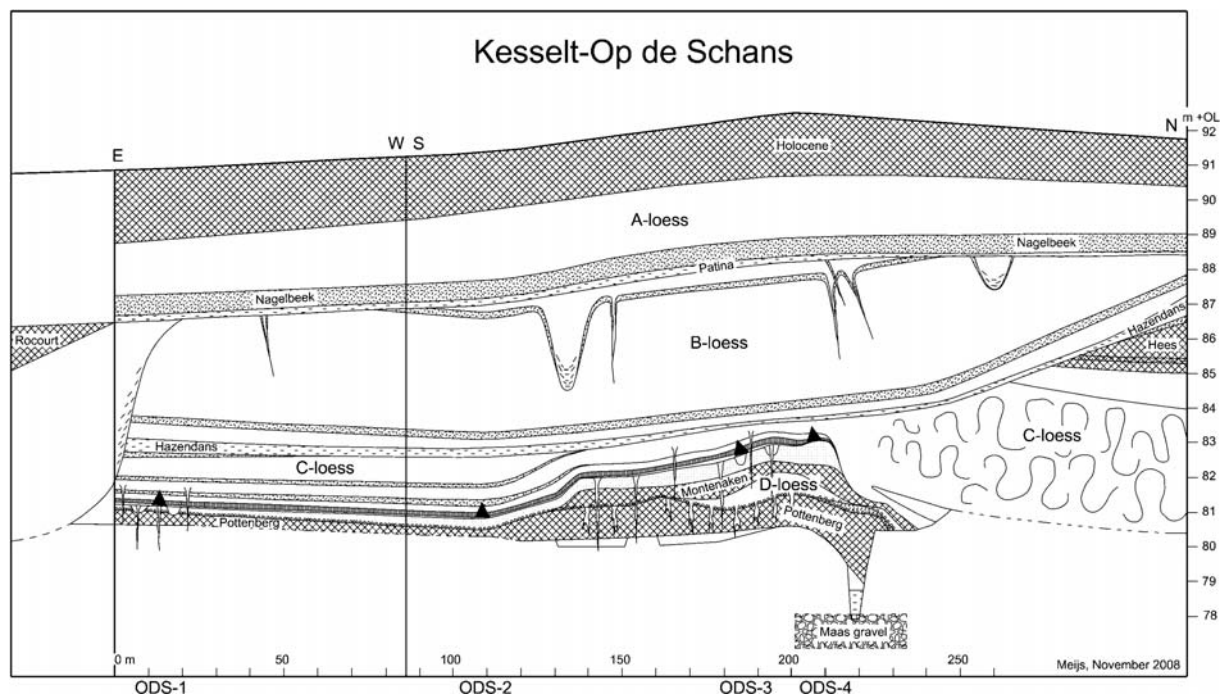 Kesselt-Op de Schans
N
m +OL
92
E
W S
Holocene
91
90
A-loess
89
Nagelbeek
Patina
88
Nagelbeek
87
Rocourt
B-loess
Hazendans
86
Hees
85
84
C-loess
83
Hazendans
C-loess
82
Montenaken
D-loess
81
Pottenberg
Pottenberg
80
79
78
Maas gravel
0 m
50
100
150
200
250
Meijs, November 2008
ODS-1
ODS-2
ODS-3
ODS-4